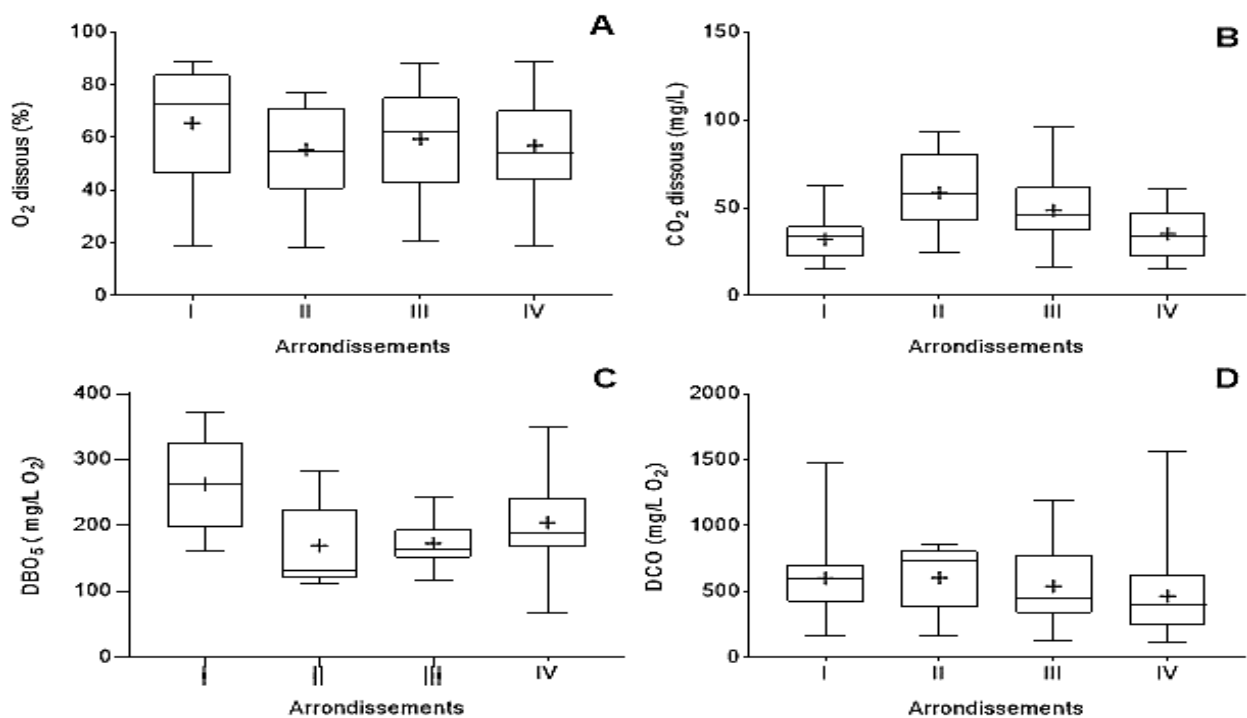 A
O2 dissous (%)
100
80
60
40
20
0
I II III IV
Arrondissements
B
CO2 dissous (mg/L)
150
100
50
0
I II III IV
Arrondissements
C
DBO5 ( mg/L O2)
400
300
200
100
0
I II III IV
Arrondissements
D
DCO (mg/L O2)
2000
1500
1000
500
0
I II III IV
Arrondissements